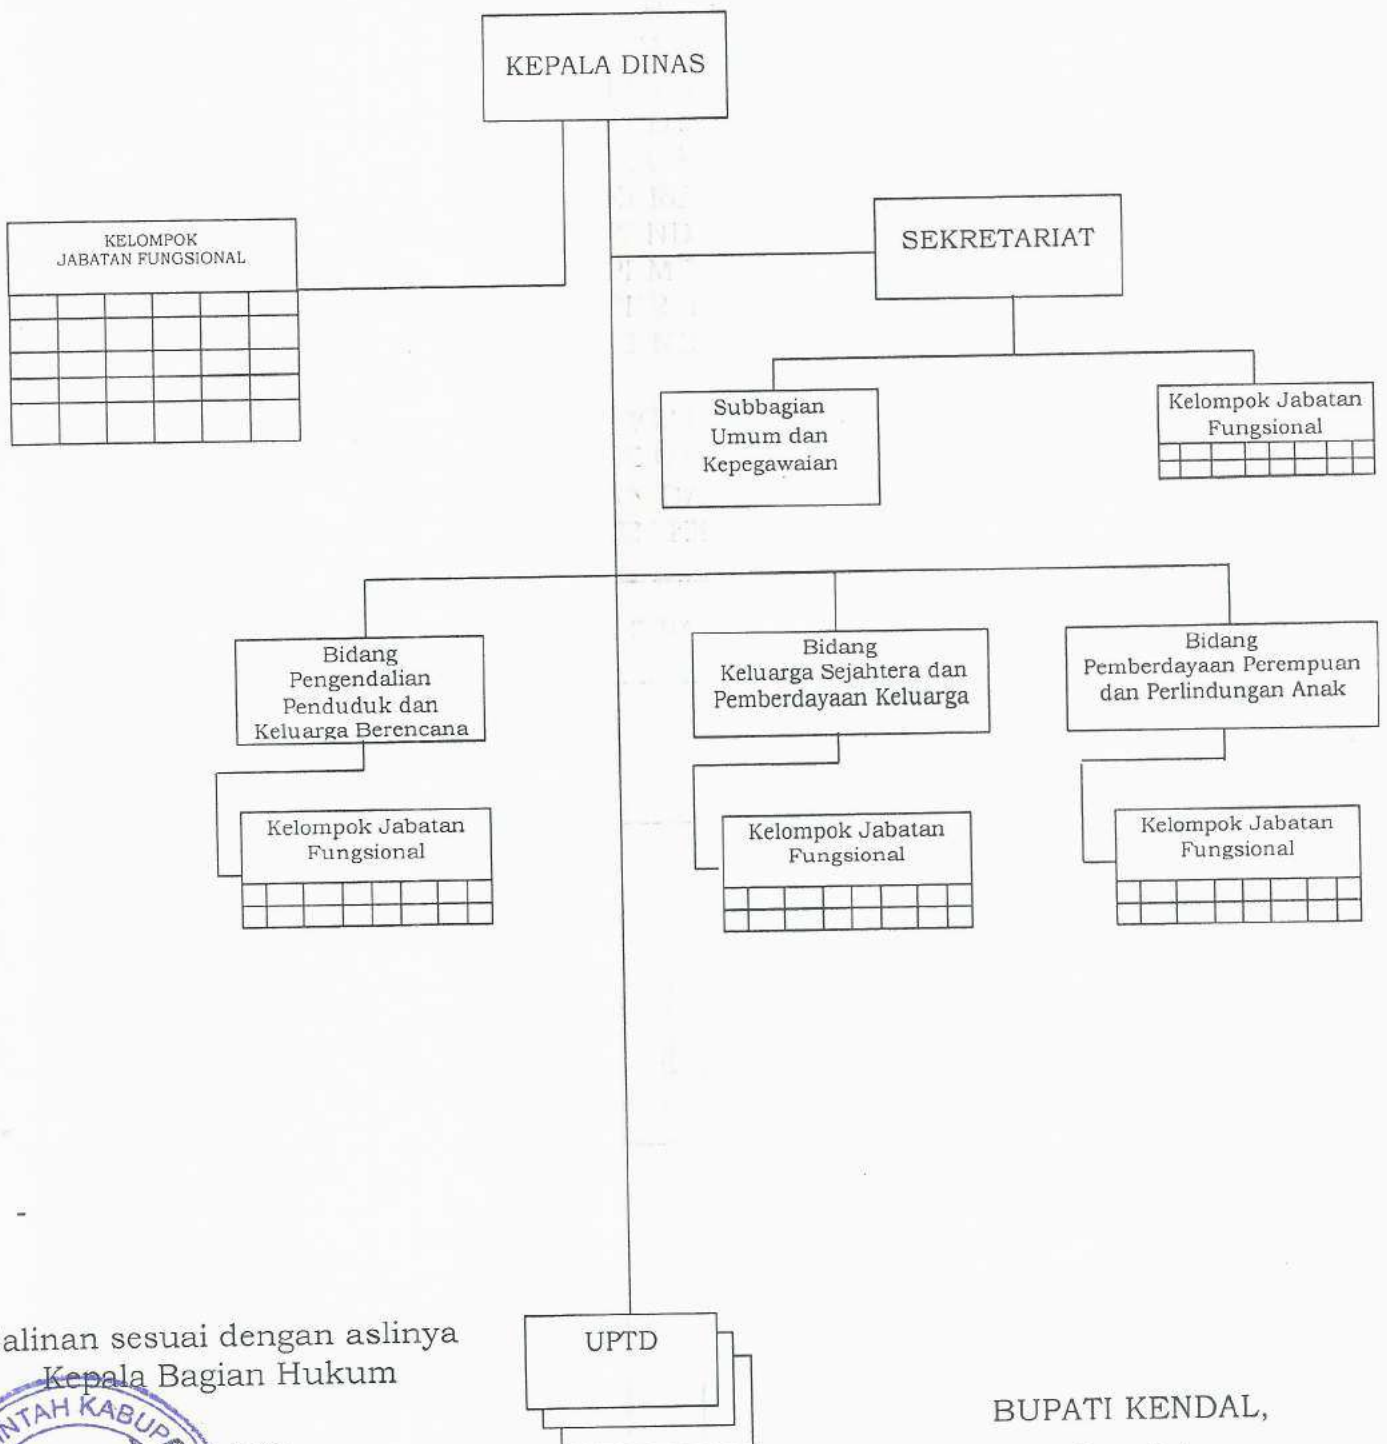 KEPALA DINAS
KELOMPOK
JABATAN FUNGSIONAL
SEKRETARIAT
Subbagian
Umum dan
Kepegawaian
Kelompok Jabatan
Fungsional
Bidang
Pengendalian
Penduduk dan
Keluarga Berencana
Bidang
Keluarga Sejahtera dan
Pemberdayaan Keluarga
Bidang
Pemberdayaan Perempuan
dan Perlindungan Anak
Kelompok Jabatan
Fungsional
Kelompok Jabatan
Fungsional
Kelompok Jabatan
Fungsional
UPTD
alinan sesuai dengan aslinya
Kepala Bagian Hukum
NTAH KABUPA
BUPATI KENDAL,